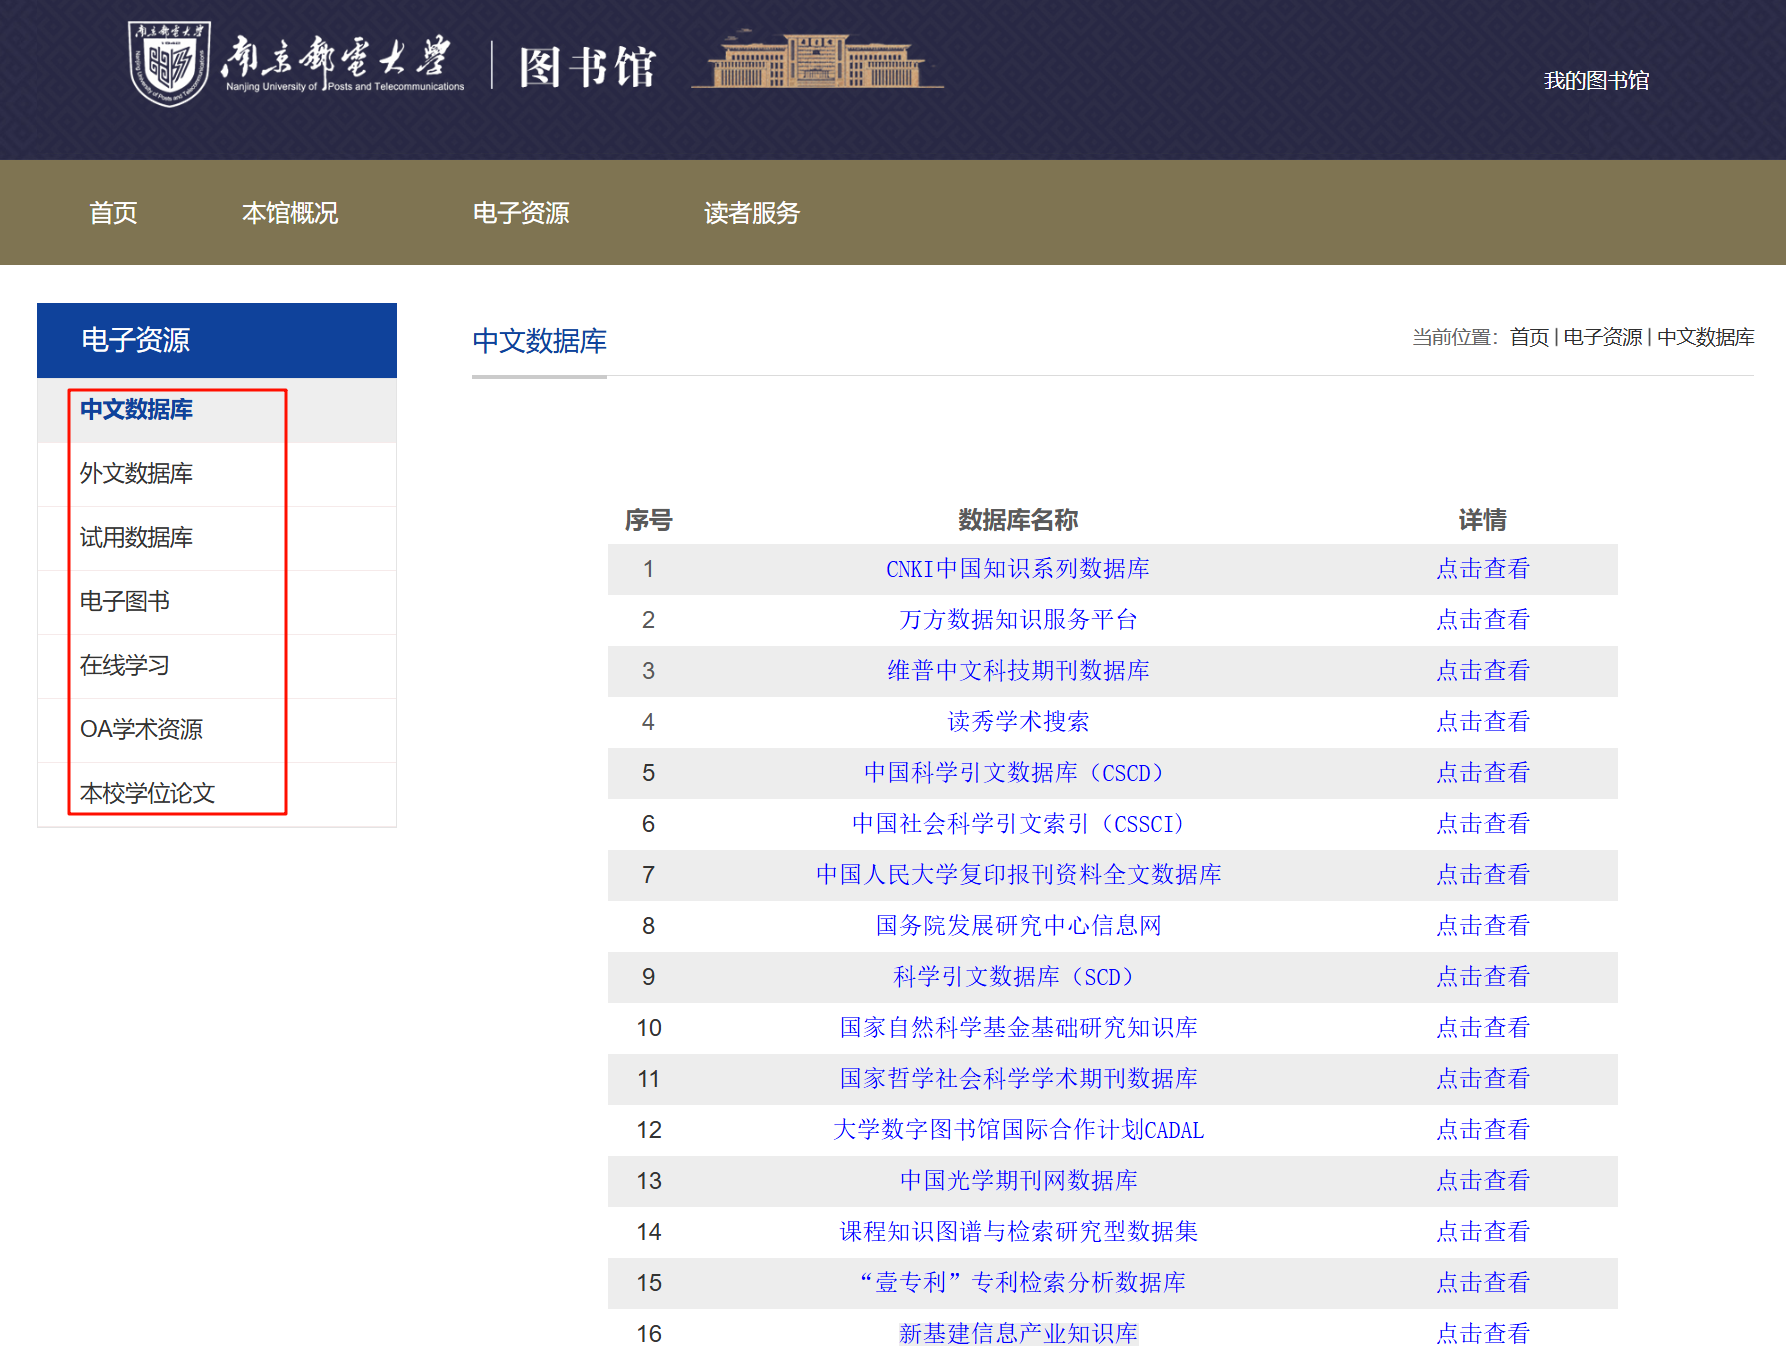 南京邮电大学
Nanjing University of Posts and Telecommunications
图书馆
我的图书馆
首页 本馆概况 电子资源 读者服务
电子资源
中文数据库
外文数据库
试用数据库
电子图书
在线学习
OA学术资源
本校学位论文
中文数据库
当前位置：首页 | 电子资源 | 中文数据库
序号 数据库名称 详情
1 CNKI中国知识系列数据库 点击查看
2 万方数据知识服务平台 点击查看
3 维普中文科技期刊数据库 点击查看
4 读秀学术搜索 点击查看
5 中国科学引文数据库（CSCD） 点击查看
6 中国社会科学引文索引（CSSCI) 点击查看
7 中国人民大学复印报刊资料全文数据库 点击查看
8 国务院发展研究中心信息网 点击查看
9 科学引文数据库（SCD） 点击查看
10 国家自然科学基金基础研究知识库 点击查看
11 国家哲学社会科学学术期刊数据库 点击查看
12 大学数字图书馆国际合作计划CADAL 点击查看
13 中国光学期刊网数据库 点击查看
14 课程知识图谱与检索研究型数据集 点击查看
15 “壹专利”专利检索分析数据库 点击查看
16 新基建信息产业知识库 点击查看